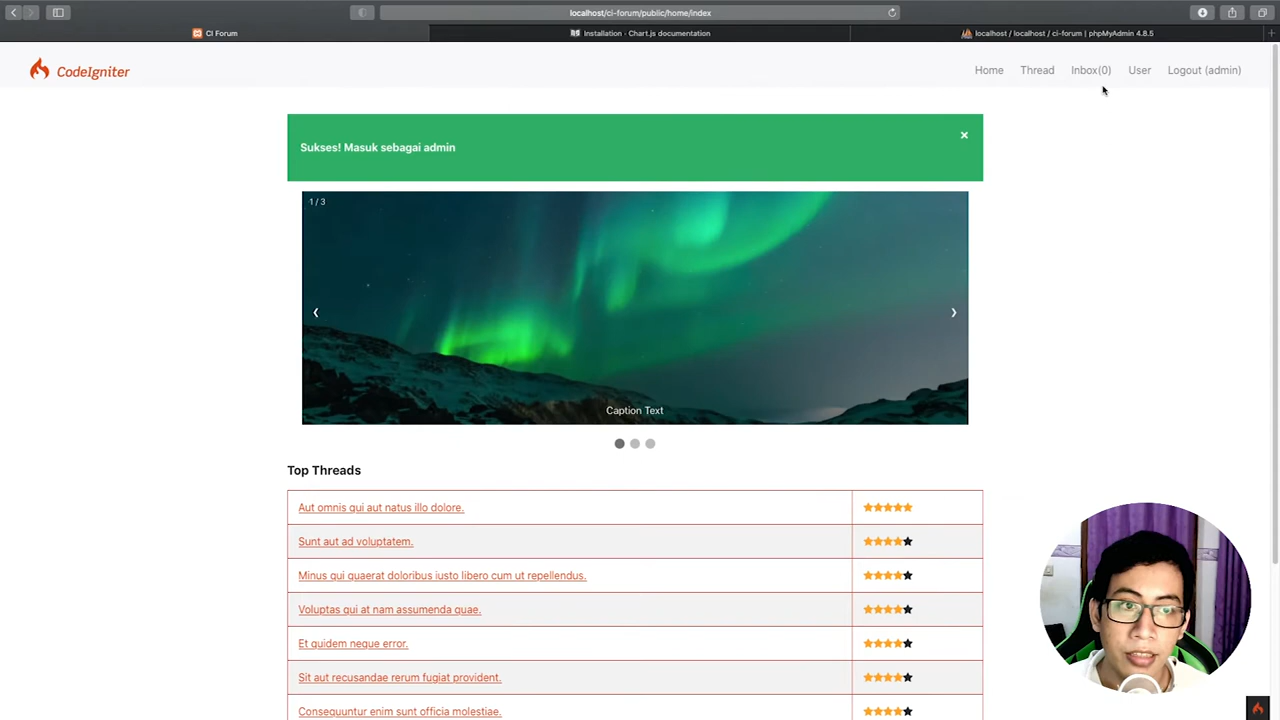 localhost/ci-forum/public/home/index
CI Forum
Installation · Chart.js documentation
localhost / localhost / ci-forum | phpMyAdmin 4.8.5
CodeIgniter
Home
Thread
Inbox(0)
User
Logout (admin)
Sukses! Masuk sebagai admin
×
1 / 3
❮
❯
Caption Text
Top Threads
Aut omnis qui aut natus illo dolore.
Sunt aut ad voluptatem.
Minus qui quaerat doloribus iusto libero cum ut repellendus.
Voluptas qui at nam assumenda quae.
Et quidem neque error.
Sit aut recusandae rerum fugiat provident.
Consequuntur enim sunt officia molestiae.